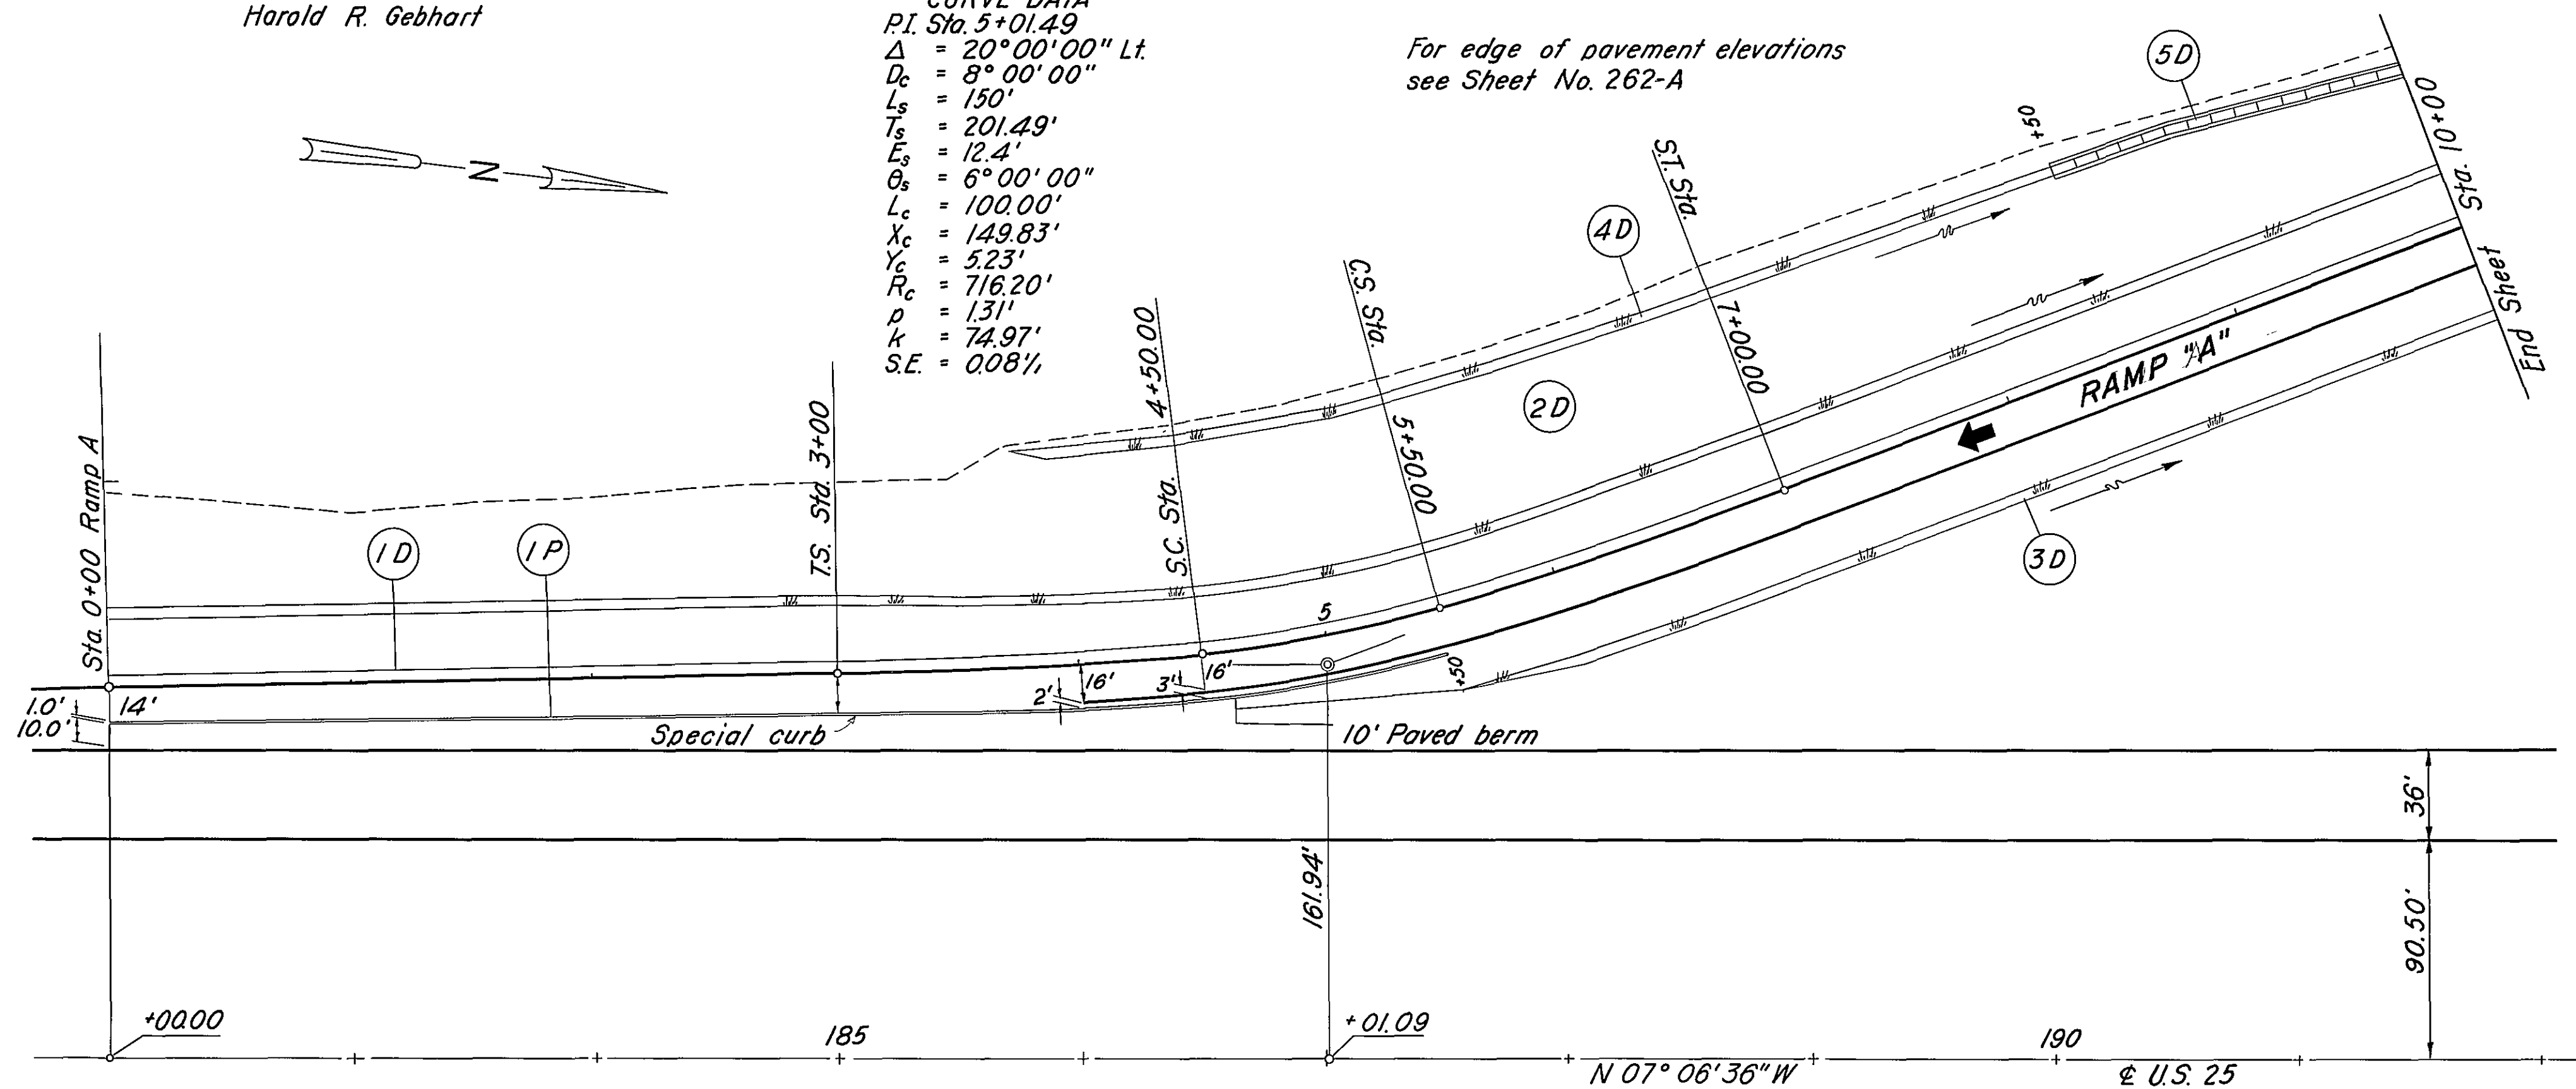 Harold R. Gebhart
CURVE DATA
P.I. Sta. 5+01.49
Δ = 20°00'00" Lt.
Dc = 8°00'00"
Ls = 150'
Ts = 201.49'
Es = 12.4'
θs = 6°00'00"
Lc = 100.00'
Xc = 149.83'
Yc = 5.23'
Rc = 716.20'
p = 1.31'
k = 74.97'
S.E. = 0.08'/,
For edge of pavement elevations
see Sheet No. 262-A
N
5D
+50
End Sheet Sta. 10+00
S.T. Sta. 7+00.00
4D
C.S. Sta. 5+50.00
S.C. Sta. 4+50.00
T.S. Sta. 3+00
Sta. 0+00 Ramp A
2D
RAMP "A"
1D
1P
3D
5
16'
16'
+50
2'
3'
1.0'
14'
10.0'
Special curb
10' Paved berm
36'
161.94'
90.50'
+00.00
185
+01.09
190
N 07°06'36" W
℄ U.S. 25